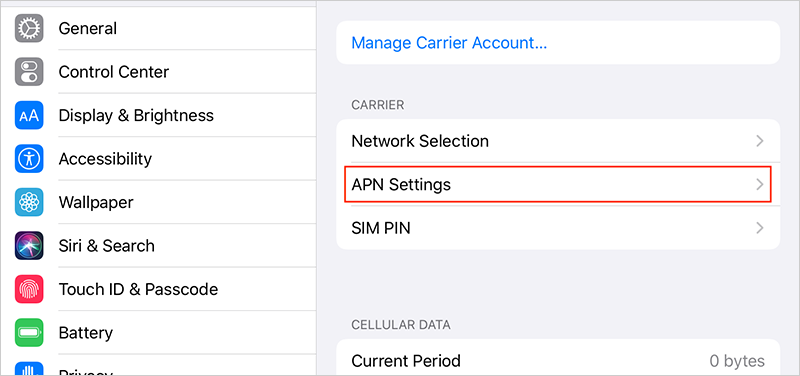 General
Control Center
AA Display & Brightness
Accessibility
Wallpaper
Siri & Search
Touch ID & Passcode
Battery
Privacy
Manage Carrier Account...
CARRIER
Network Selection
APN Settings
SIM PIN
CELLULAR DATA
Current Period 0 bytes